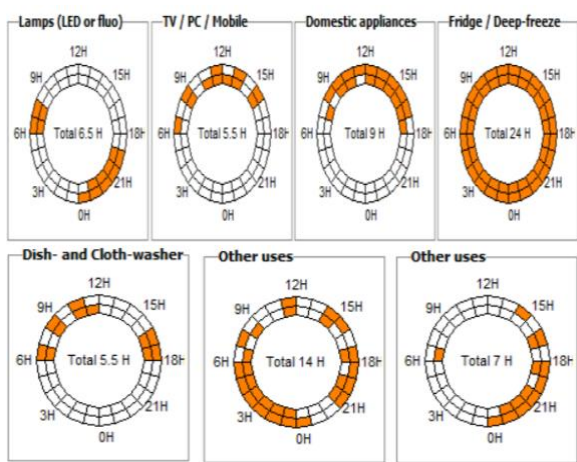 Lamps (LED or fluo)
12H
9H
15H
6H
Total 6.5 H
18H
3H
21H
0H
TV / PC / Mobile
12H
9H
15H
6H
Total 5.5 H
18H
3H
21H
0H
Domestic appliances
12H
9H
15H
6H
Total 9 H
18H
3H
21H
0H
Fridge / Deep-freeze
12H
9H
15H
6H
Total 24 H
18H
3H
21H
0H
Dish- and Cloth-washer
12H
9H
15H
6H
Total 5.5 H
18H
3H
21H
0H
Other uses
12H
9H
15H
6H
Total 14 H
18H
3H
21H
0H
Other uses
12H
9H
15H
6H
Total 7 H
18H
3H
21H
0H